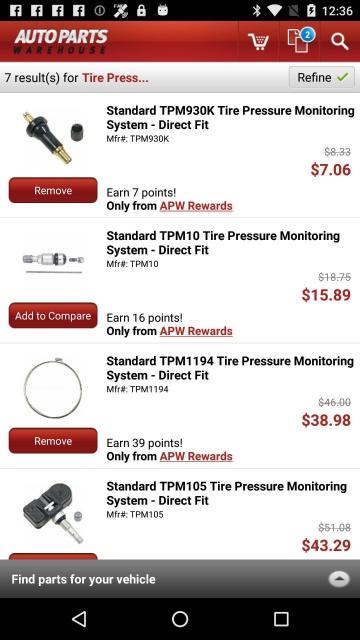 12:36
AUTO PARTS
WAREHOUSE
2
7 result(s) for Tire Press...
Refine
Standard TPM930K Tire Pressure Monitoring
System - Direct Fit
Mfr#: TPM930K
$8.33
$7.06
Remove
Earn 7 points!
Only from APW Rewards
Standard TPM10 Tire Pressure Monitoring
System - Direct Fit
Mfr#: TPM10
$18.75
$15.89
Add to Compare
Earn 16 points!
Only from APW Rewards
Standard TPM1194 Tire Pressure Monitoring
System - Direct Fit
Mfr#: TPM1194
$46.00
$38.98
Remove
Earn 39 points!
Only from APW Rewards
Standard TPM105 Tire Pressure Monitoring
System - Direct Fit
Mfr#: TPM105
$51.08
$43.29
Find parts for your vehicle